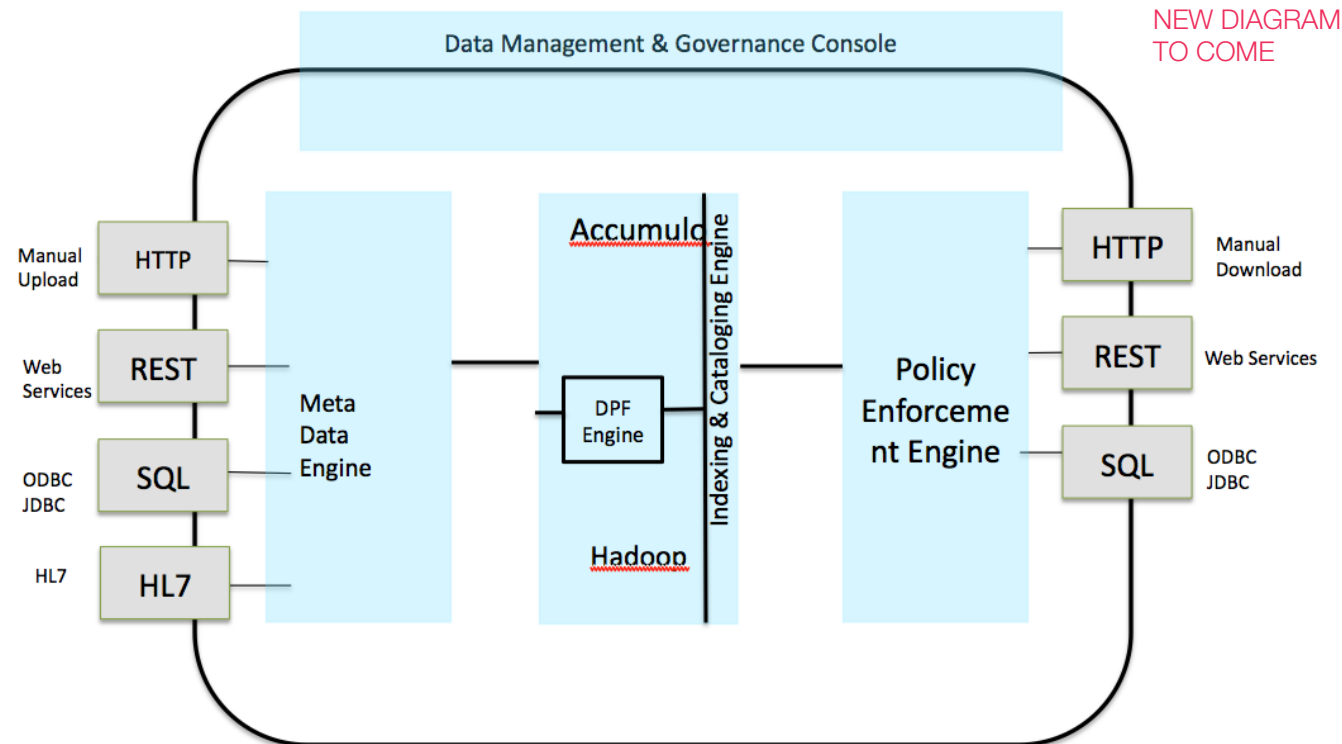 NEW DIAGRAM
TO COME
Data Management & Governance Console
Manual
Upload
HTTP
Web
Services
REST
ODBC
JDBC
SQL
HL7
HL7
Meta
Data
Engine
Accumulo
DPF
Engine
Hadoop
Indexing & Cataloging Engine
Policy
Enforceme
nt Engine
HTTP
Manual
Download
REST
Web Services
SQL
ODBC
JDBC